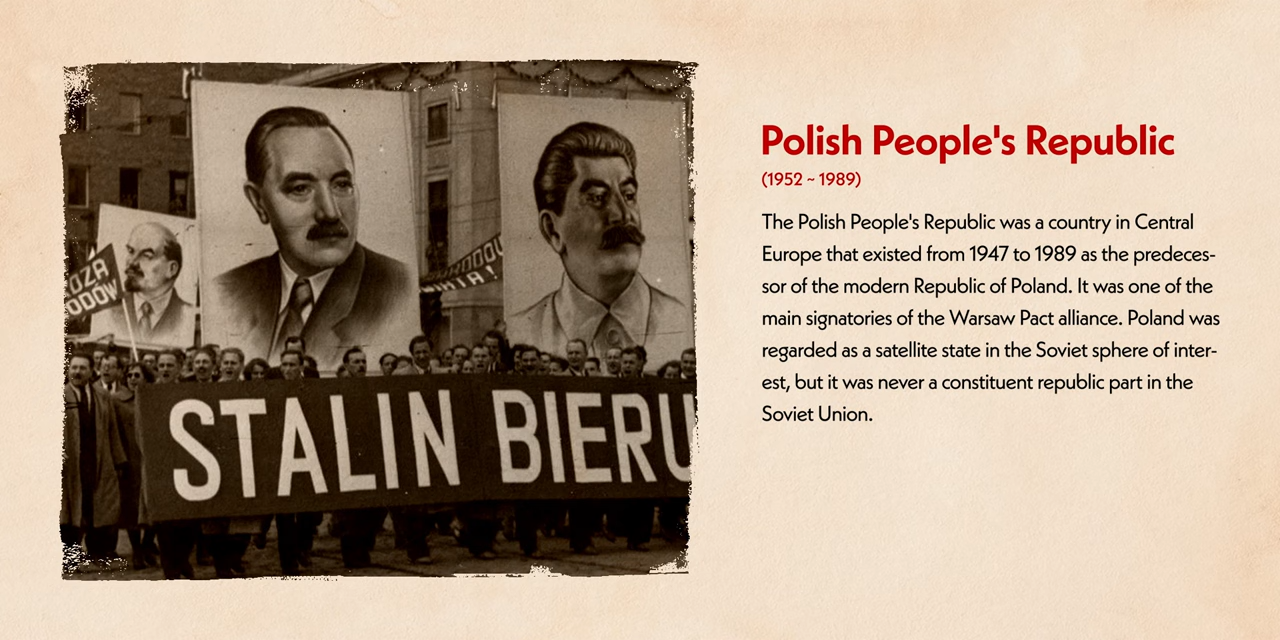 OZA
ODOW
NARODOU
STALIN BIERU
Polish People's Republic
(1952 ~ 1989)
The Polish People's Republic was a country in Central
Europe that existed from 1947 to 1989 as the predeces-
sor of the modern Republic of Poland. It was one of the
main signatories of the Warsaw Pact alliance. Poland was
regarded as a satellite state in the Soviet sphere of inter-
est, but it was never a constituent republic part in the
Soviet Union.